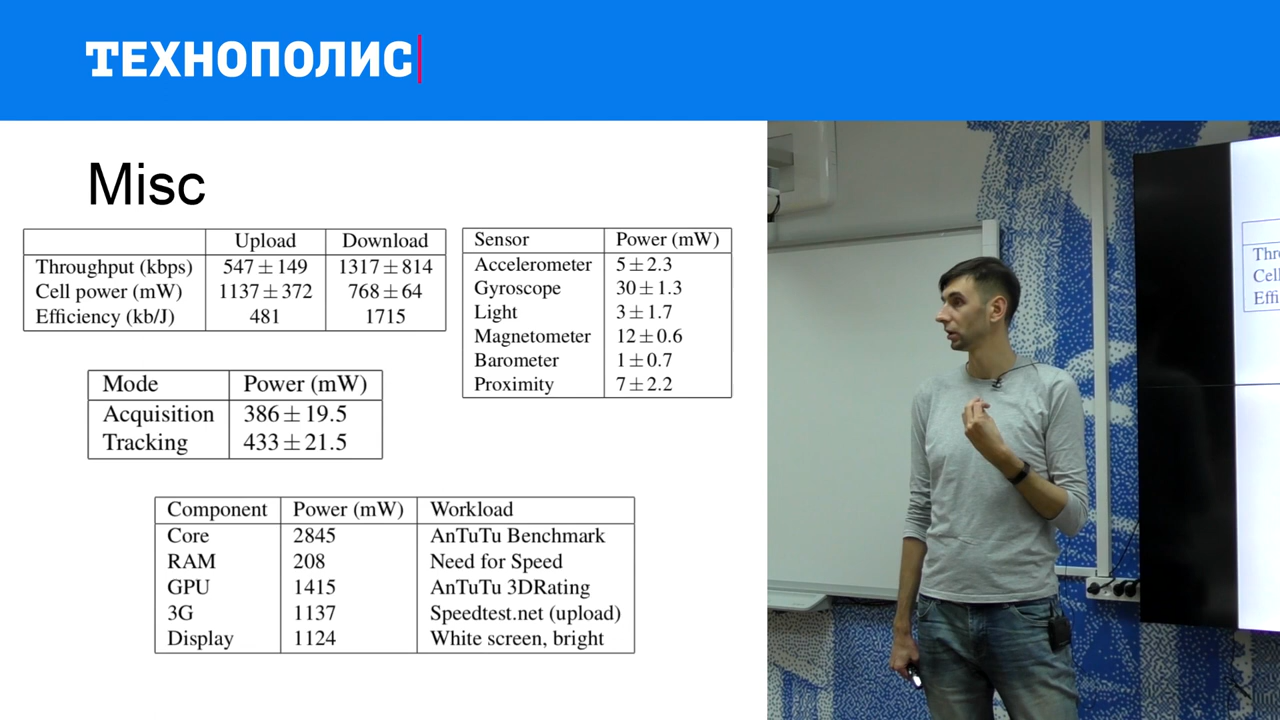 ТЕХНОПОЛИС
Misc
Upload Download
Throughput (kbps) 547 ± 149 1317 ± 814
Cell power (mW) 1137 ± 372 768 ± 64
Efficiency (kb/J) 481 1715
Sensor Power (mW)
Accelerometer 5 ± 2.3
Gyroscope 30 ± 1.3
Light 3 ± 1.7
Magnetometer 12 ± 0.6
Barometer 1 ± 0.7
Proximity 7 ± 2.2
Mode Power (mW)
Acquisition 386 ± 19.5
Tracking 433 ± 21.5
Component Power (mW) Workload
Core 2845 AnTuTu Benchmark
RAM 208 Need for Speed
GPU 1415 AnTuTu 3DRating
3G 1137 Speedtest.net (upload)
Display 1124 White screen, bright
Thro
Cell
Effi